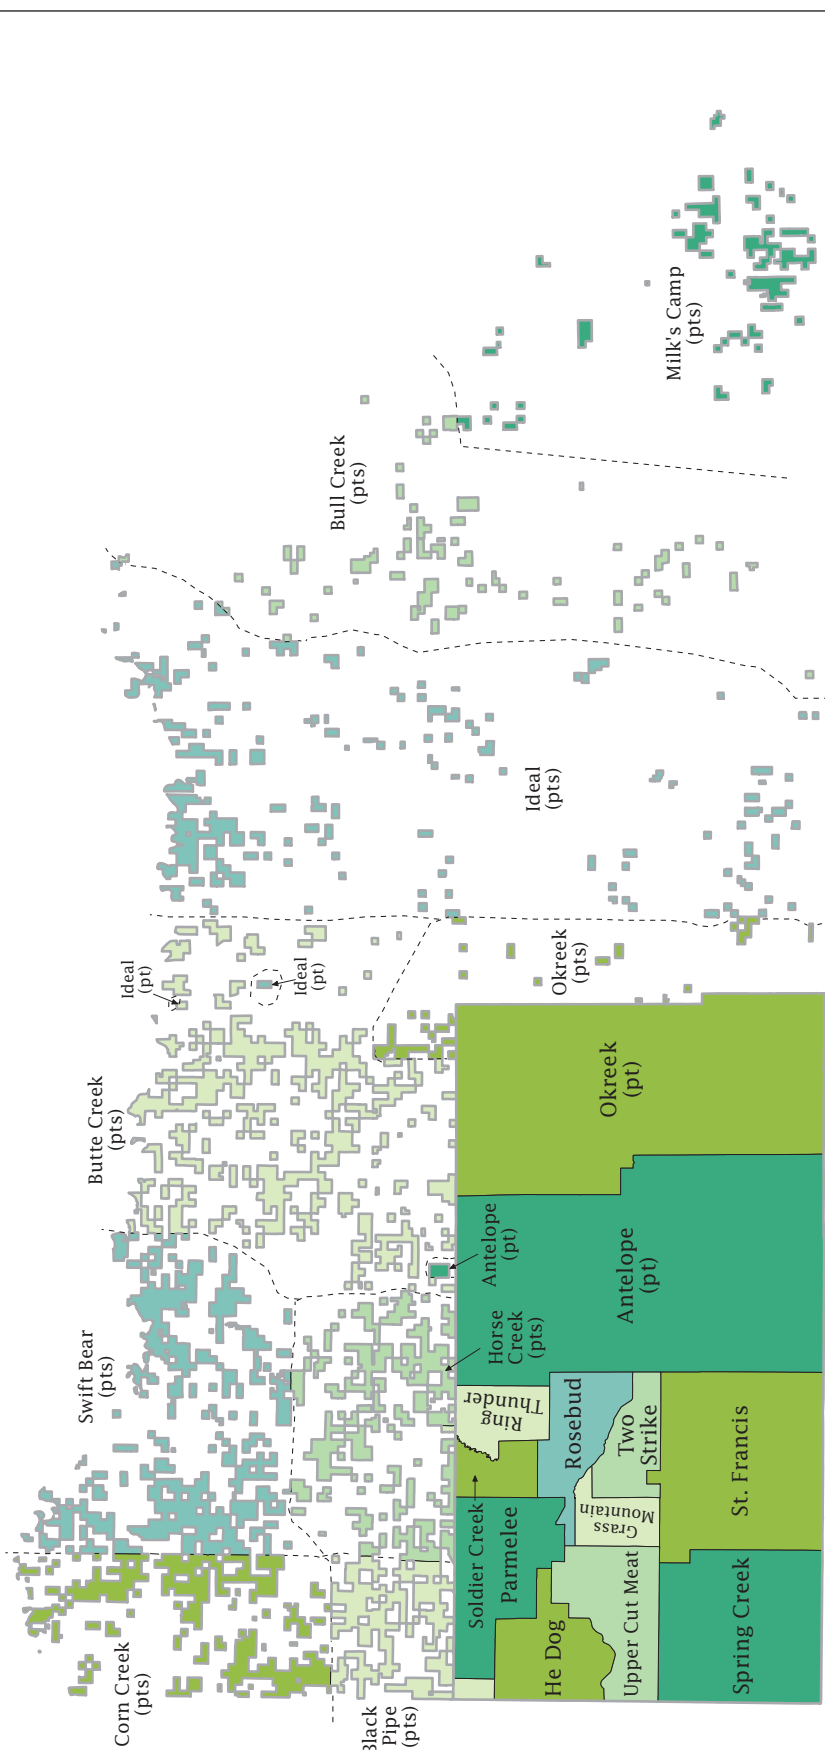 Milk's Camp
(pts)
Bull Creek
(pts)
Ideal
(pts)
Okreek
(pts)
Ideal
(pt)
Ideal
(pt)
Butte Creek
(pts)
Okreek
(pt)
Antelope
(pt)
Antelope
(pt)
Horse
Creek
(pts)
Swift Bear
(pts)
Ring
Thunder
Rosebud
Two
Strike
St. Francis
Grass
Mountain
Soldier Creek
Parmelee
Upper Cut Meat
He Dog
Spring Creek
Corn Creek
(pts)
Black
Pipe
(pts)